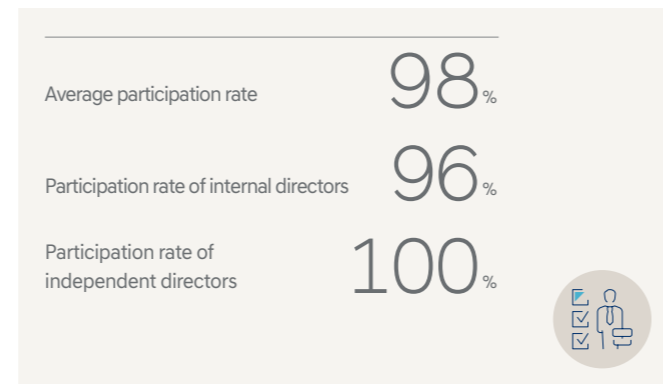 Average participation rate 98%
Participation rate of internal directors 96%
Participation rate of
independent directors 100%